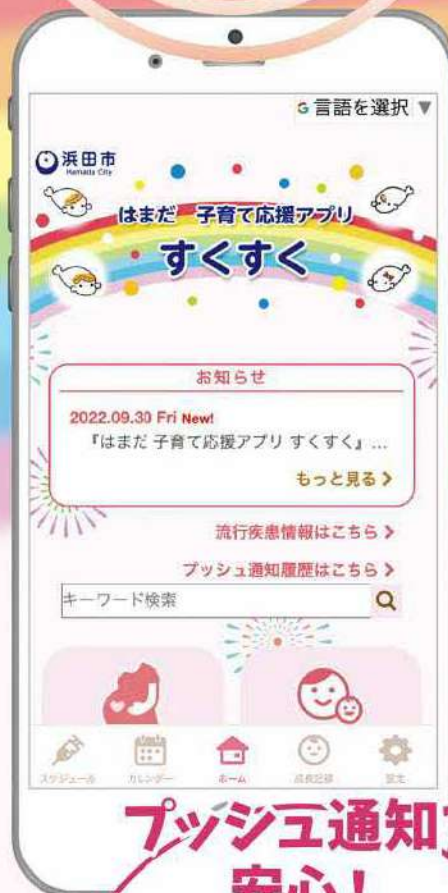 G 言語を選択 ▼
浜田市
Hamada City
はまだ 子育て応援アプリ
すくすく
お知らせ
2022.09.30 Fri New!
『はまだ 子育て応援アプリ すくすく』...
もっと見る
流行疾患情報はこちら
プッシュ通知履歴はこちら
キーワード検索
スケジュール カレンダー ホーム 成長記録 設定
プッシュ通知で
安心!